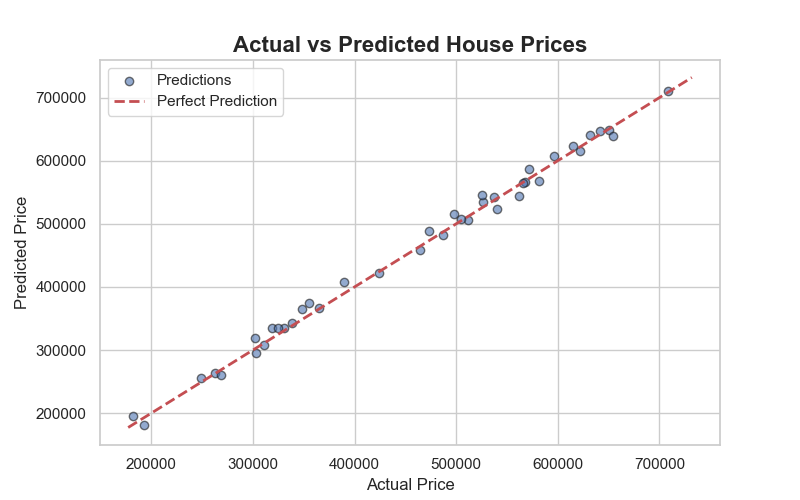 Actual vs Predicted House Prices
Predictions
Perfect Prediction
700000
600000
500000
400000
300000
200000
Predicted Price
200000 300000 400000 500000 600000 700000
Actual Price